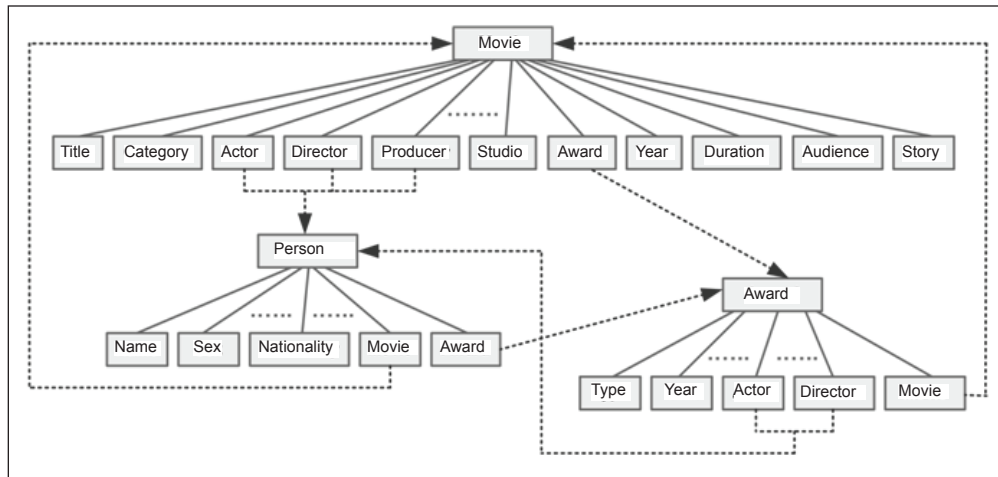 Movie
Title Category Actor Director Producer Studio Award Year Duration Audience Story
Person
Award
Name Sex Nationality Movie Award
Type Year Actor Director Movie